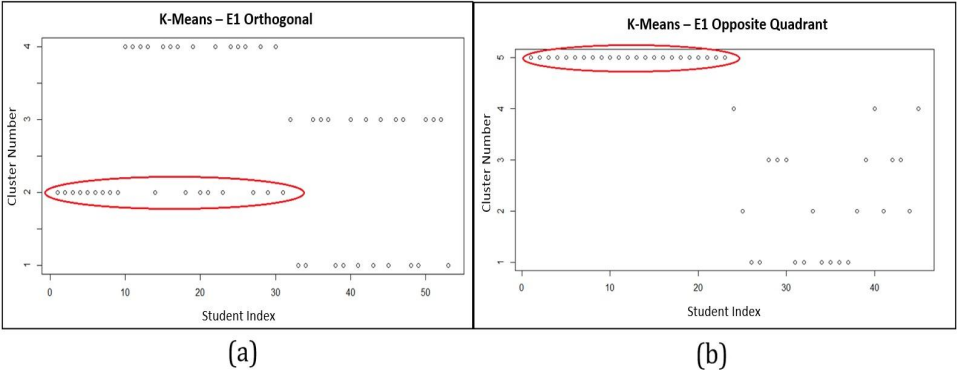 K-Means – E1 Orthogonal
Cluster Number
4
3
2
1
0
10
20
30
40
50
Student Index
(a)
K-Means – E1 Opposite Quadrant
Cluster Number
5
4
3
2
1
0
10
20
30
40
Student Index
(b)